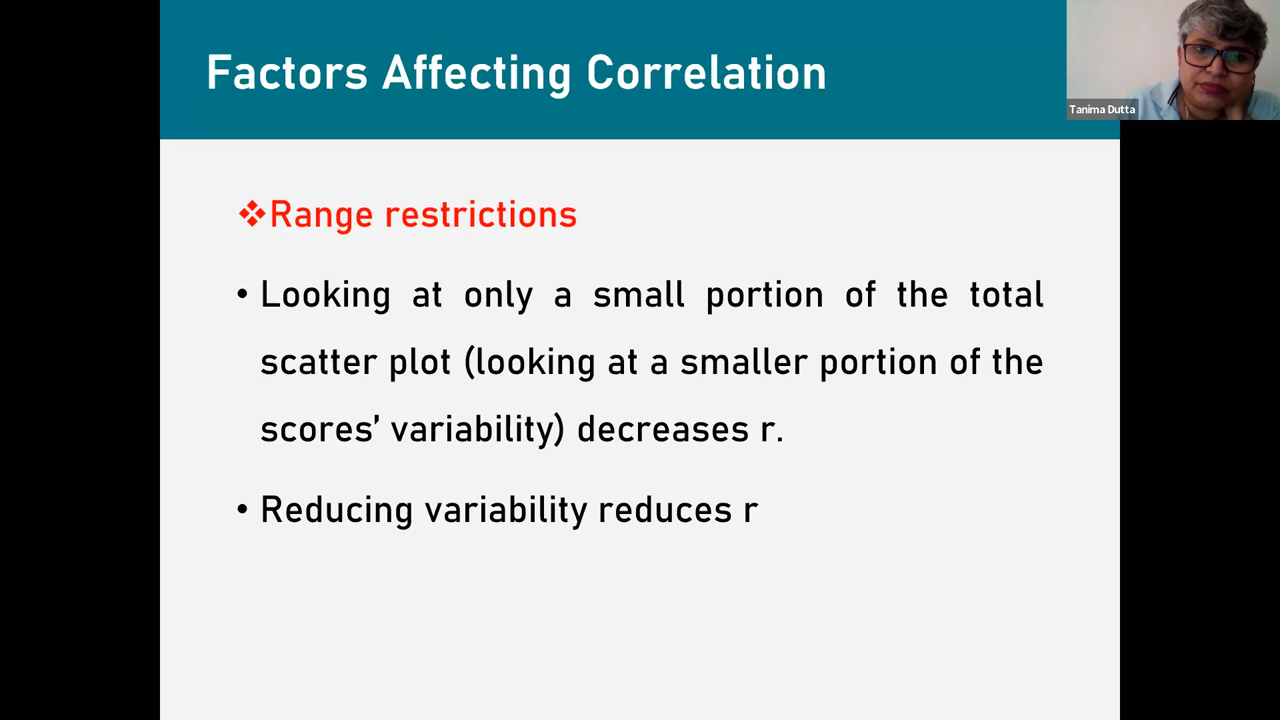 Factors Affecting Correlation
Tanima Dutta
❖Range restrictions
• Looking at only a small portion of the total
scatter plot (looking at a smaller portion of the
scores’ variability) decreases r.
• Reducing variability reduces r